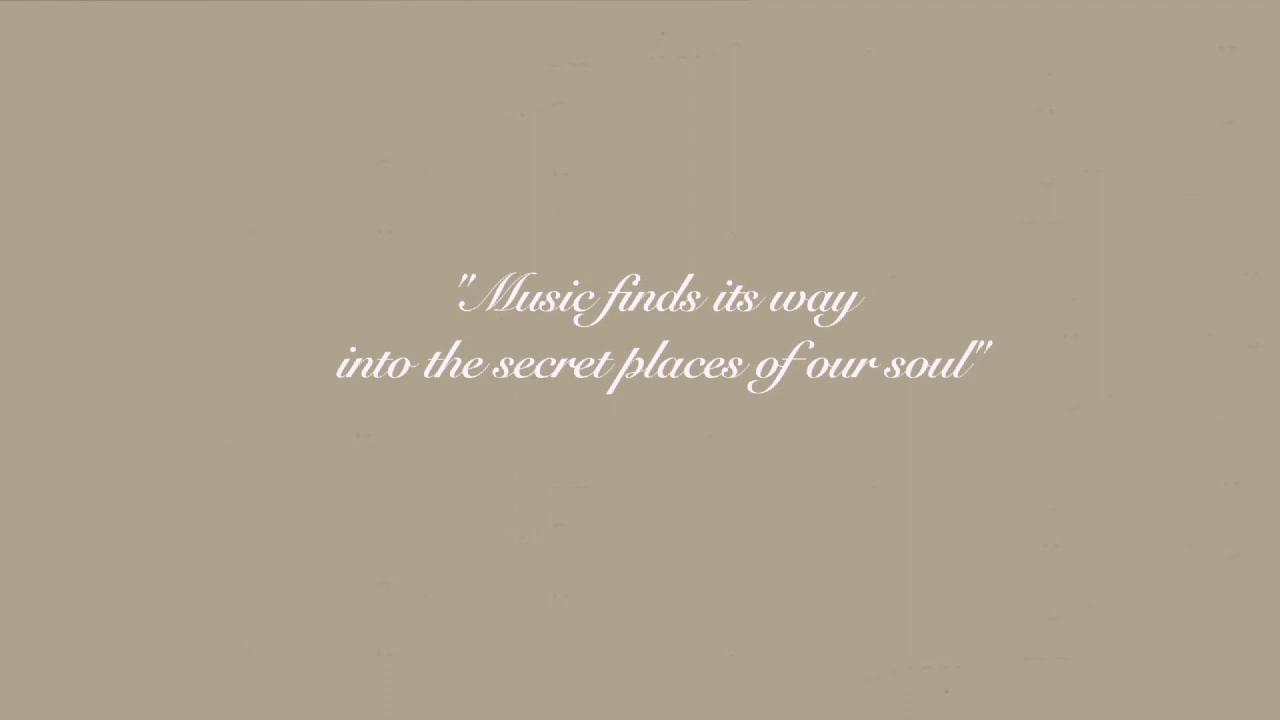 "Music finds its way
into the secret places of our soul"